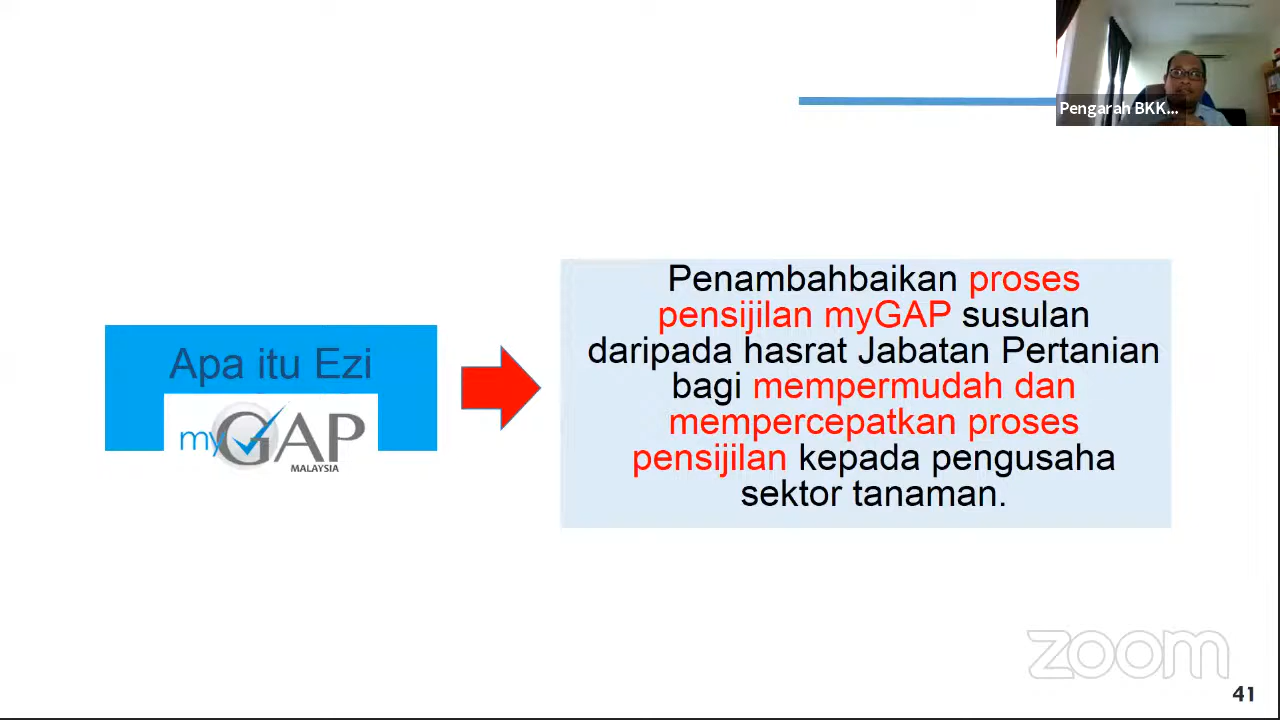 Pengarah BKK...
Apa itu Ezi
myGAP
MALAYSIA
Penambahbaikan proses
pensijilan myGAP susulan
daripada hasrat Jabatan Pertanian
bagi mempermudah dan
mempercepatkan proses
pensijilan kepada pengusaha
sektor tanaman.
zoom
41